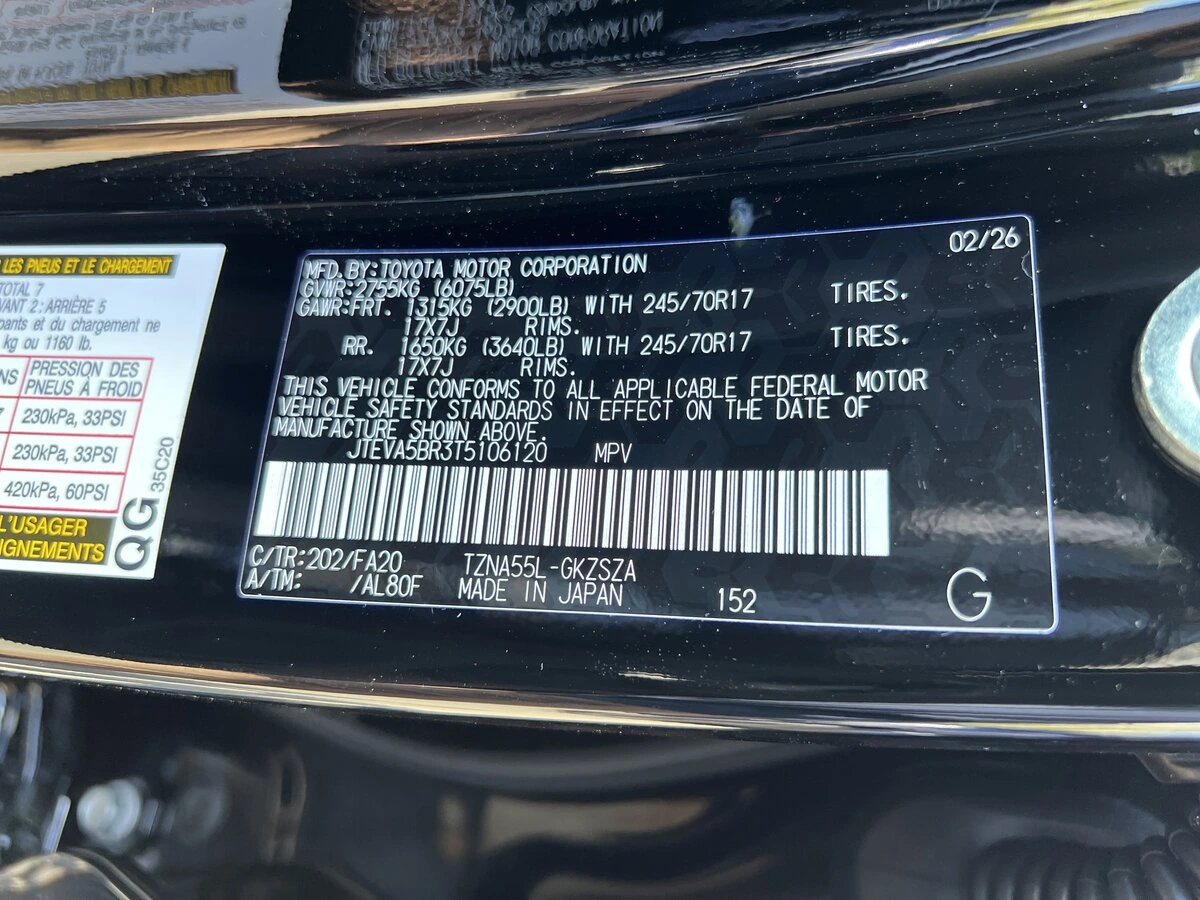 R LES PNEUS ET LE CHARGEMENT
TOTAL 7
VANT 2: ARRIÈRE 5
pants et du chargement ne
kg ou 1160 lb.
NS PRESSION DES
PNEUS À FROID
7 230kPa, 33PSI
230kPa, 33PSI
420kPa, 60PSI
L'USAGER
IGNEMENTS
QG 35C20
02/26
MFD.BY:TOYOTA MOTOR CORPORATION
GVWR:2755KG (6075LB)
GAWR:FRT. 1315KG (2900LB) WITH 245/70R17 TIRES.
17X7J RIMS.
RR. 1650KG (3640LB) WITH 245/70R17 TIRES.
17X7J RIMS.
THIS VEHICLE CONFORMS TO ALL APPLICABLE FEDERAL MOTOR
VEHICLE SAFETY STANDARDS IN EFFECT ON THE DATE OF
MANUFACTURE SHOWN ABOVE.
JTEVA5BR3T5106120 MPV
C/TR:202/FA20 TZNA55L-GKZSZA
A/TM: /AL80F MADE IN JAPAN 152
G